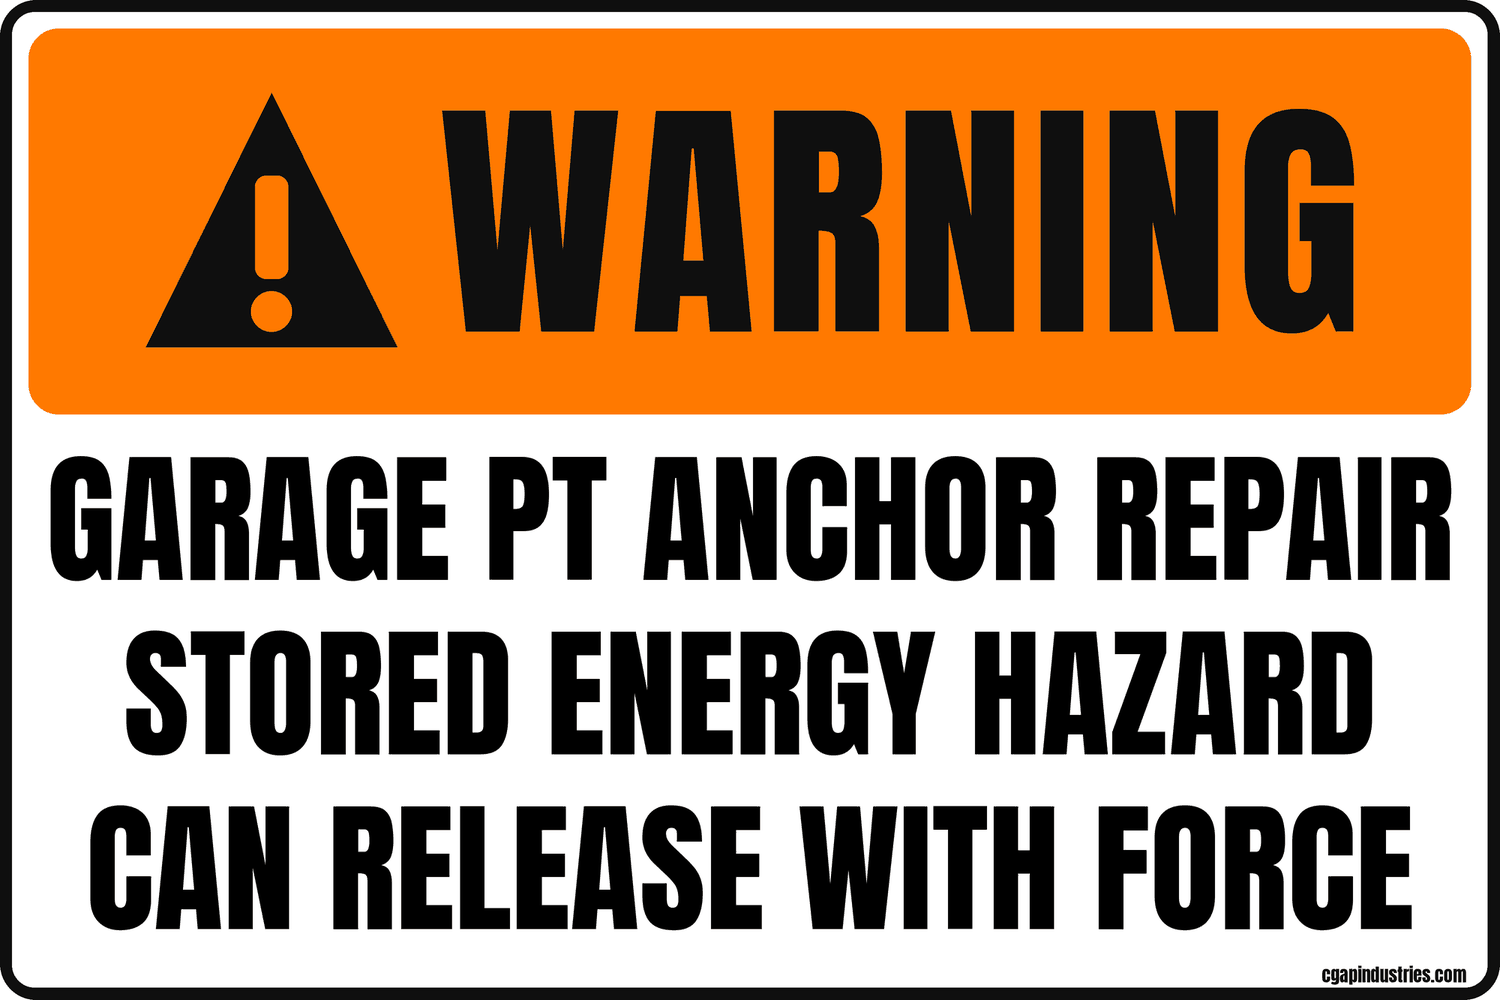 WARNING
GARAGE PT ANCHOR REPAIR
STORED ENERGY HAZARD
CAN RELEASE WITH FORCE
cgapindustries.com